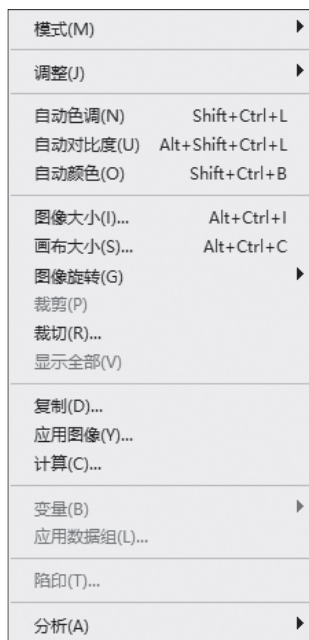 模式(M)
调整(J)
自动色调(N) Shift+Ctrl+L
自动对比度(U) Alt+Shift+Ctrl+L
自动颜色(O) Shift+Ctrl+B
图像大小(I)... Alt+Ctrl+I
画布大小(S)... Alt+Ctrl+C
图像旋转(G)
裁剪(P)
裁切(R)...
显示全部(V)
复制(D)...
应用图像(Y)...
计算(C)...
变量(B)
应用数据组(L)...
陷印(T)...
分析(A)